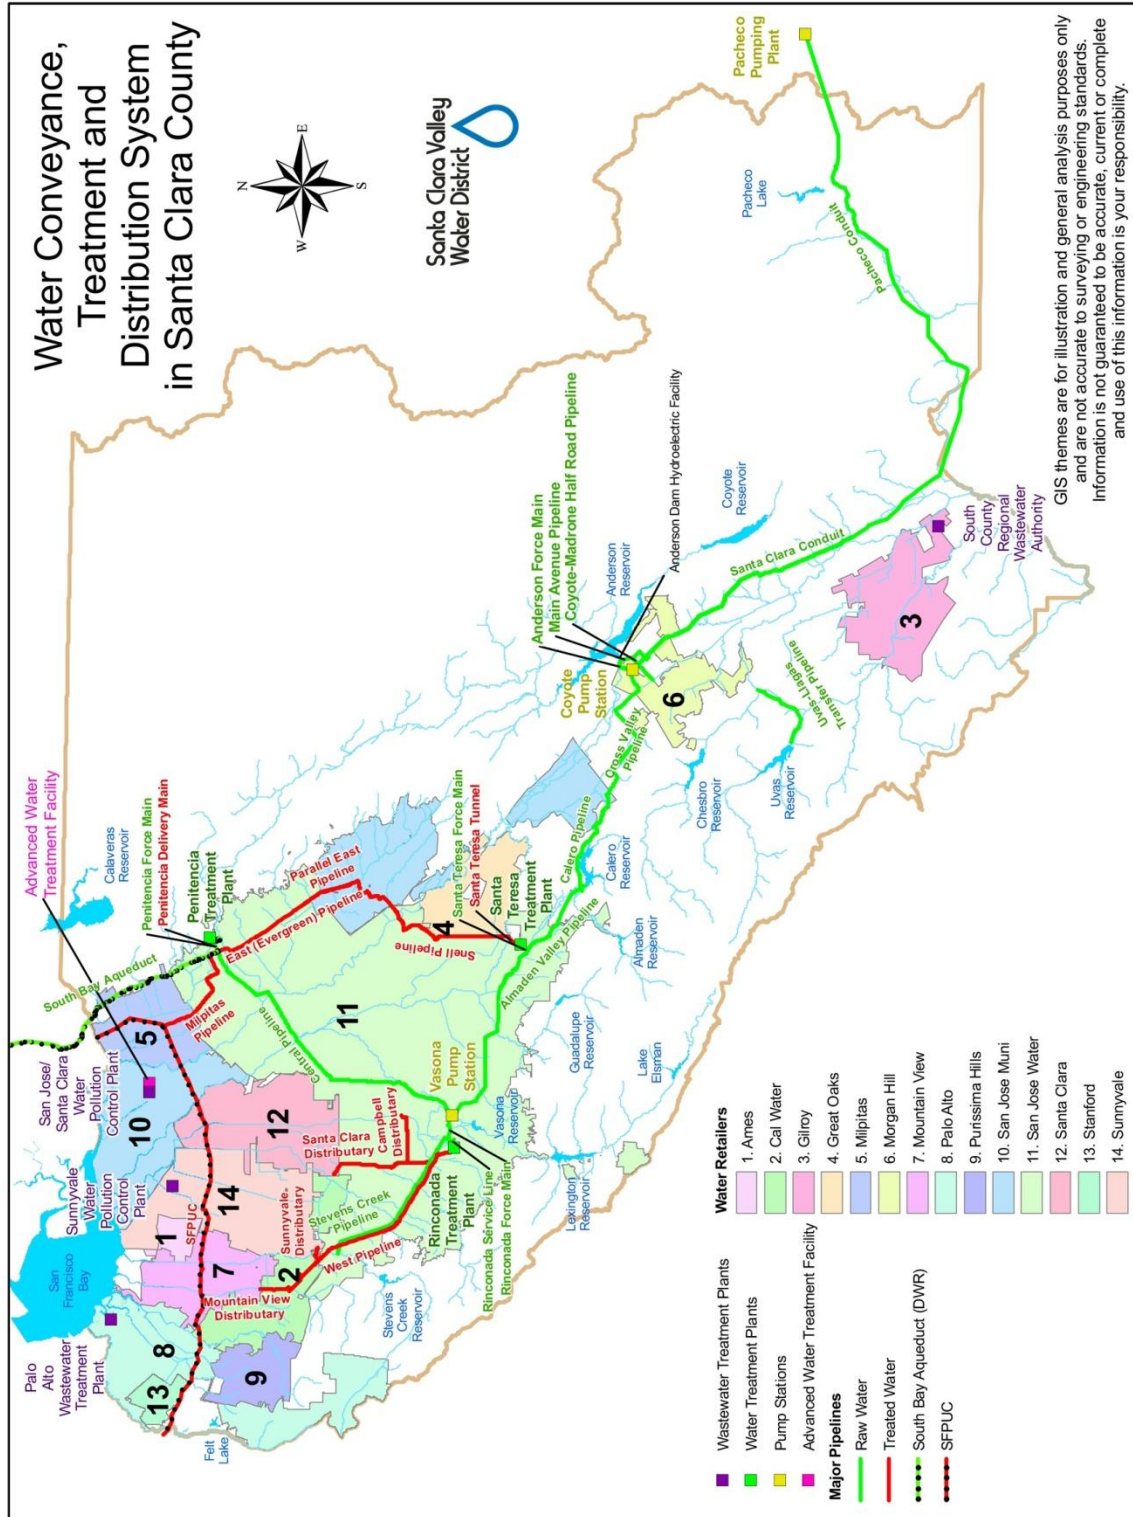 Water Conveyance,
Treatment and
Distribution System
in Santa Clara County
N
W
E
S
Santa Clara Valley
Water District
Pacheco
Pumping
Plant
Pacheco
Lake
Pacheco Conduit
Advanced Water
Treatment Facility
Calaveras
Reservoir
Penitencia Force Main
Penitencia Delivery Main
Penitencia
Treatment
Plant
South Bay Aqueduct
San Jose/
Santa Clara
Water
Pollution
Control Plant
Sunnyvale
Water
Pollution
Control
Plant
San
Francisco
Bay
Palo
Alto
Wastewater
Treatment
Plant
Felt
Lake
SFPUC
Milpitas
Pipeline
Parallel East
Pipeline
East (Evergreen) Pipeline
Central Pipeline
Snell Pipeline
Santa Teresa Force Main
Santa Teresa Tunnel
Santa
Teresa
Treatment
Plant
Anderson Force Main
Main Avenue Pipeline
Coyote-Madrone Half Road Pipeline
Anderson Dam Hydroelectric Facility
Anderson
Reservoir
Coyote
Reservoir
Coyote
Pump
Station
Santa Clara Conduit
Cross Valley
Pipeline
Calero Pipeline
Almaden Valley Pipeline
Uvas-Llagas
Transfer Pipeline
South
County
Regional
Wastewater
Authority
Chesbro
Reservoir
Uvas
Reservoir
Calero
Reservoir
Almaden
Reservoir
Guadalupe
Reservoir
Lake
Elsman
Vasona
Pump
Station
Vasona
Reservoir
Lexington
Reservoir
Campbell
Distributary
Santa Clara
Distributary
Sunnyvale
Distributary
Stevens Creek
Pipeline
West Pipeline
Mountain View
Distributary
Rinconada
Treatment
Plant
Rinconada Service Line
Rinconada Force Main
Stevens
Creek
Reservoir
1
2
3
4
5
6
7
8
9
10
11
12
13
14
Wastewater Treatment Plants
Water Treatment Plants
Pump Stations
Advanced Water Treatment Facility
Major Pipelines
Raw Water
Treated Water
South Bay Aqueduct (DWR)
SFPUC
Water Retailers
1. Ames
2. Cal Water
3. Gilroy
4. Great Oaks
5. Milpitas
6. Morgan Hill
7. Mountain View
8. Palo Alto
9. Purissima Hills
10. San Jose Muni
11. San Jose Water
12. Santa Clara
13. Stanford
14. Sunnyvale
GIS themes are for illustration and general analysis purposes only
and are not accurate to surveying or engineering standards.
Information is not guaranteed to be accurate, current or complete
and use of this information is your responsibility.